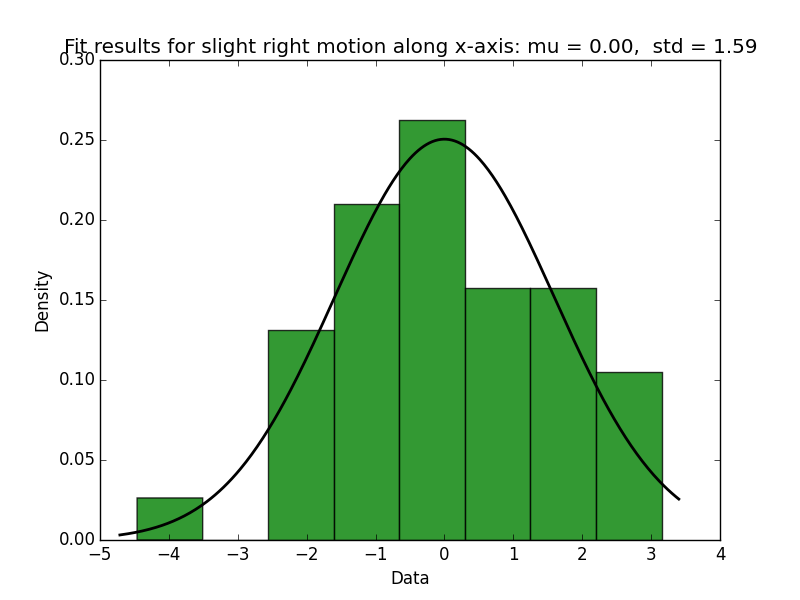 Fit results for slight right motion along x-axis: mu = 0.00,  std = 1.59
0.30
0.25
0.20
0.15
0.10
0.05
0.00
Density
−5 −4 −3 −2 −1 0 1 2 3 4
Data